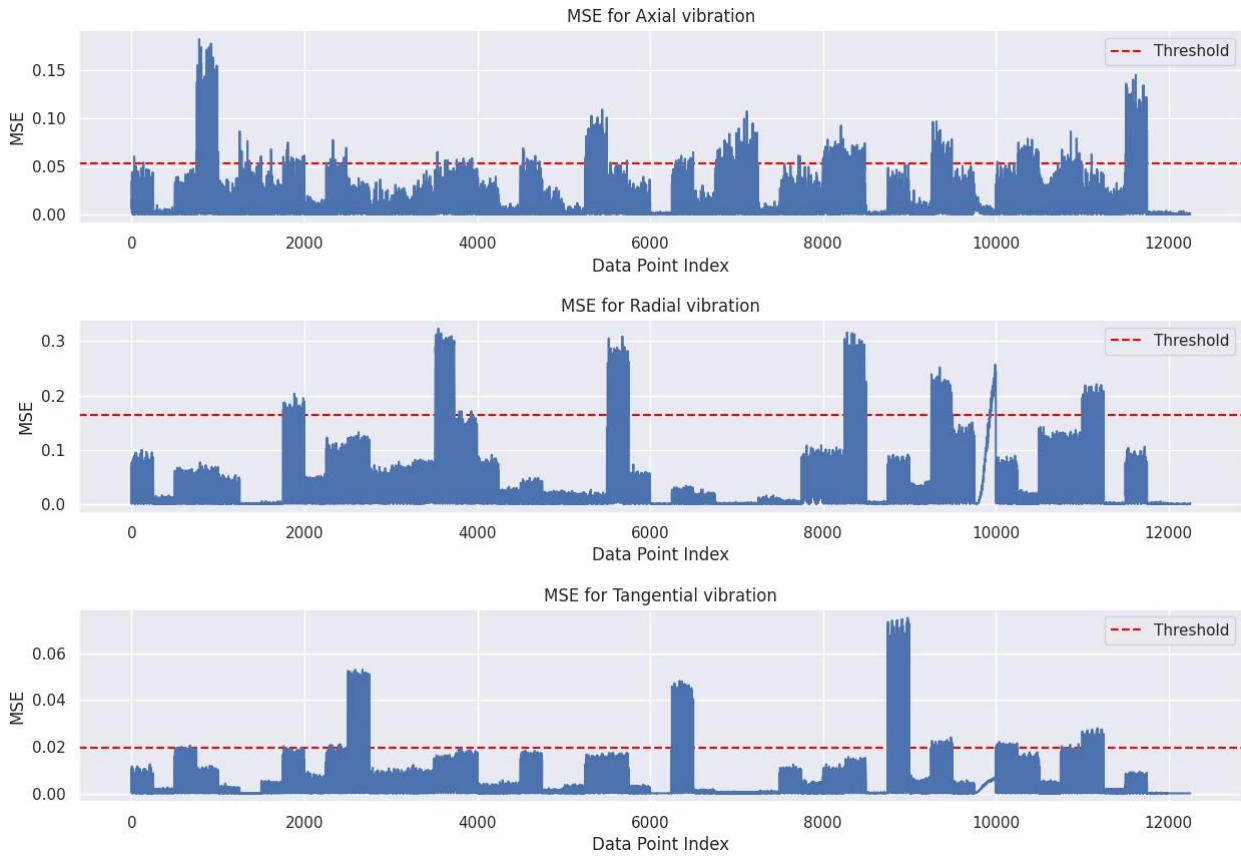 MSE for Axial vibration
Threshold
0.15
0.10
0.05
0.00
MSE
0 2000 4000 6000 8000 10000 12000
Data Point Index
MSE for Radial vibration
Threshold
0.3
0.2
0.1
0.0
MSE
0 2000 4000 6000 8000 10000 12000
Data Point Index
MSE for Tangential vibration
Threshold
0.06
0.04
0.02
0.00
MSE
0 2000 4000 6000 8000 10000 12000
Data Point Index